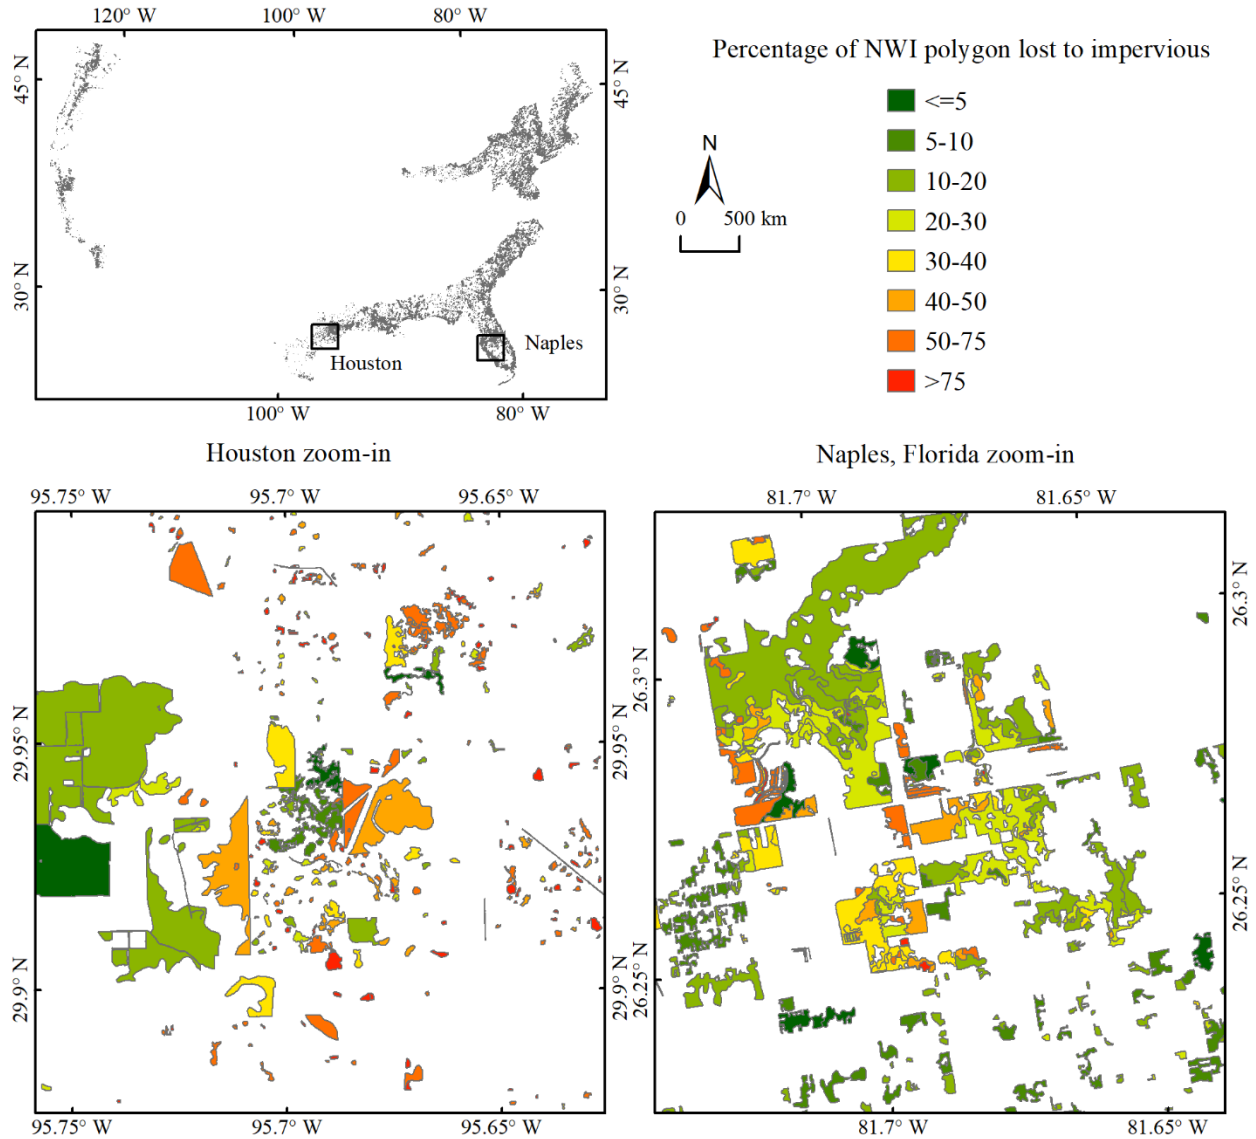 120° W 100° W 80° W
45° N
45° N
30° N
30° N
Houston
Naples
100° W 80° W
Percentage of NWI polygon lost to impervious
N
0 500 km
<=5
5-10
10-20
20-30
30-40
40-50
50-75
>75
Houston zoom-in
95.75° W 95.7° W 95.65° W
29.95° N
29.95° N
29.9° N
29.9° N
95.75° W 95.7° W 95.65° W
Naples, Florida zoom-in
81.7° W 81.65° W
26.3° N
26.3° N
26.25° N
26.25° N
81.7° W 81.65° W